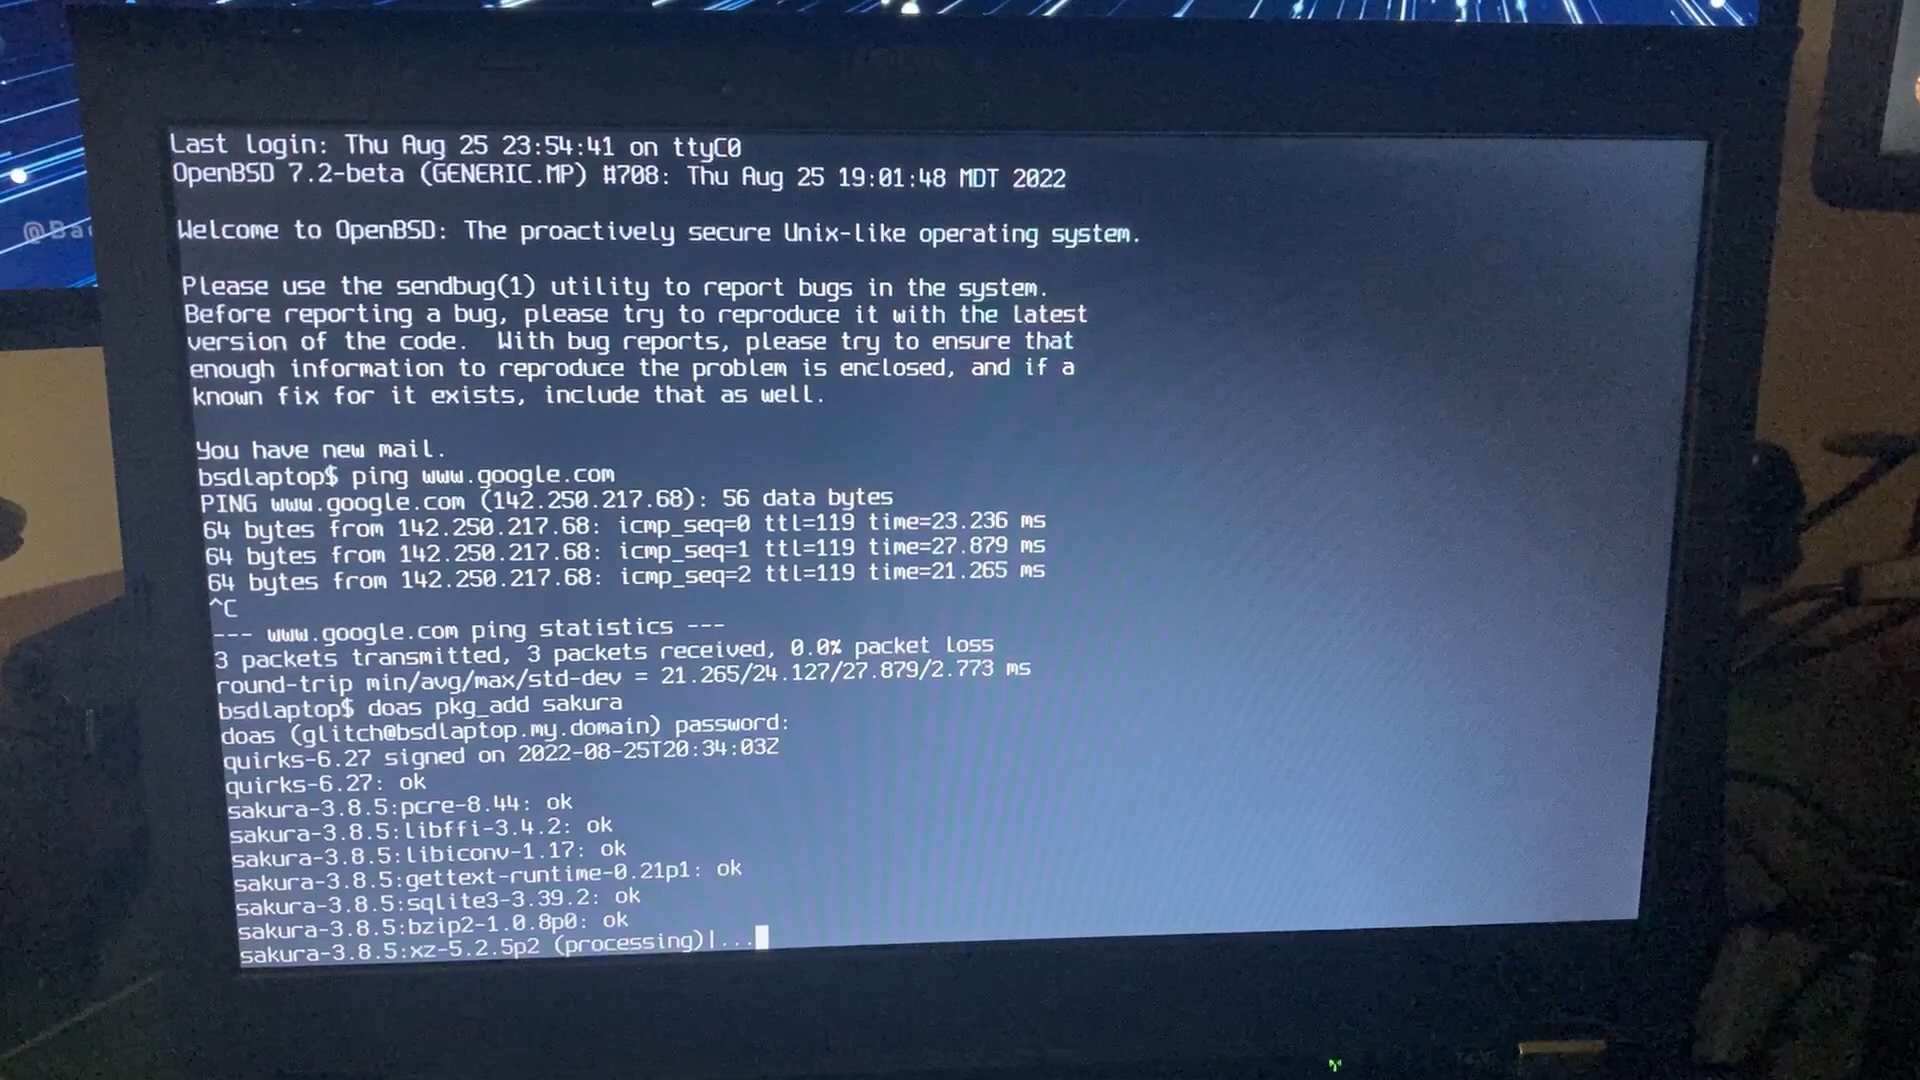 @Ba
Last login: Thu Aug 25 23:54:41 on ttyC0
OpenBSD 7.2-beta (GENERIC.MP) #708: Thu Aug 25 19:01:48 MDT 2022
Welcome to OpenBSD: The proactively secure Unix-like operating system.
Please use the sendbug(1) utility to report bugs in the system.
Before reporting a bug, please try to reproduce it with the latest
version of the code.  With bug reports, please try to ensure that
enough information to reproduce the problem is enclosed, and if a
known fix for it exists, include that as well.
You have new mail.
bsdlaptop$ ping www.google.com
PING www.google.com (142.250.217.68): 56 data bytes
64 bytes from 142.250.217.68: icmp_seq=0 ttl=119 time=23.236 ms
64 bytes from 142.250.217.68: icmp_seq=1 ttl=119 time=27.879 ms
64 bytes from 142.250.217.68: icmp_seq=2 ttl=119 time=21.265 ms
^C
--- www.google.com ping statistics ---
3 packets transmitted, 3 packets received, 0.0% packet loss
round-trip min/avg/max/std-dev = 21.265/24.127/27.879/2.773 ms
bsdlaptop$ doas pkg_add sakura
doas (glitch@bsdlaptop.my.domain) password:
quirks-6.27 signed on 2022-08-25T20:34:03Z
quirks-6.27: ok
sakura-3.8.5:pcre-8.44: ok
sakura-3.8.5:libffi-3.4.2: ok
sakura-3.8.5:libiconv-1.17: ok
sakura-3.8.5:gettext-runtime-0.21p1: ok
sakura-3.8.5:sqlite3-3.39.2: ok
sakura-3.8.5:bzip2-1.0.8p0: ok
sakura-3.8.5:xz-5.2.5p2 (processing)|...